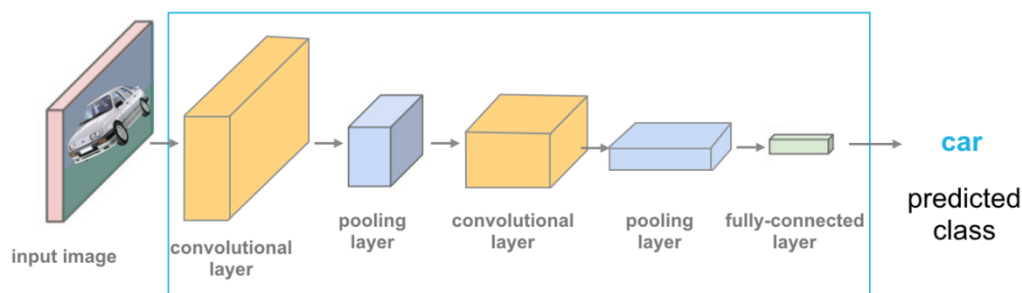 input image
convolutional
layer
pooling
layer
convolutional
layer
pooling
layer
fully-connected
layer
car
predicted
class